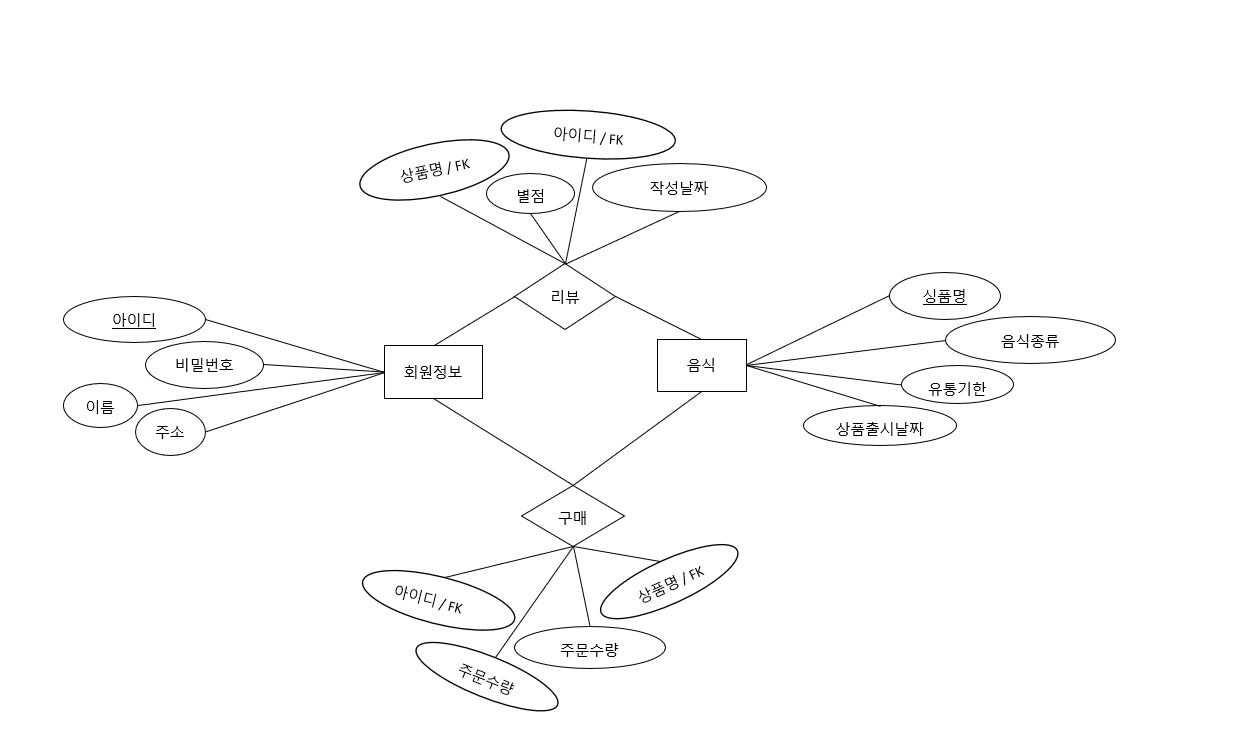 아이디 / FK
상품명 / FK
별점
작성날짜
리뷰
아이디
비밀번호
이름
주소
회원정보
음식
싱품명
음식종류
유통기한
상품출시날짜
구매
아이디 / FK
상품명 / FK
주문수량
주문수량